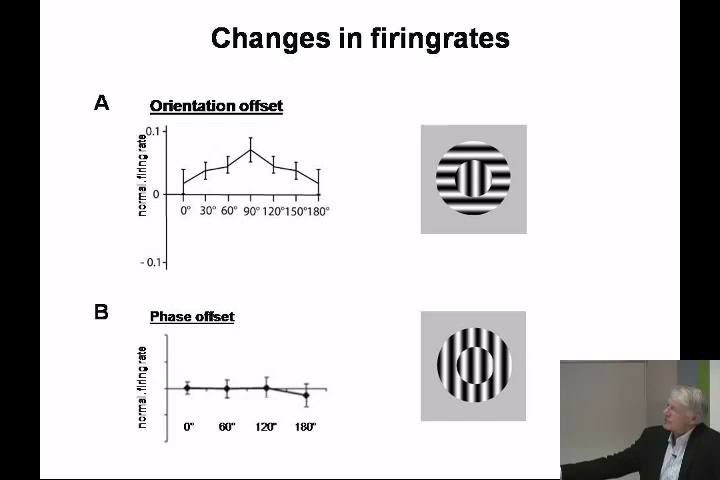 Changes in firingrates
A
Orientation offset
normal.firing rate
0.1
0
- 0.1
0° 30° 60° 90° 120° 150° 180°
B
Phase offset
normal.firing rate
0° 60° 120° 180°